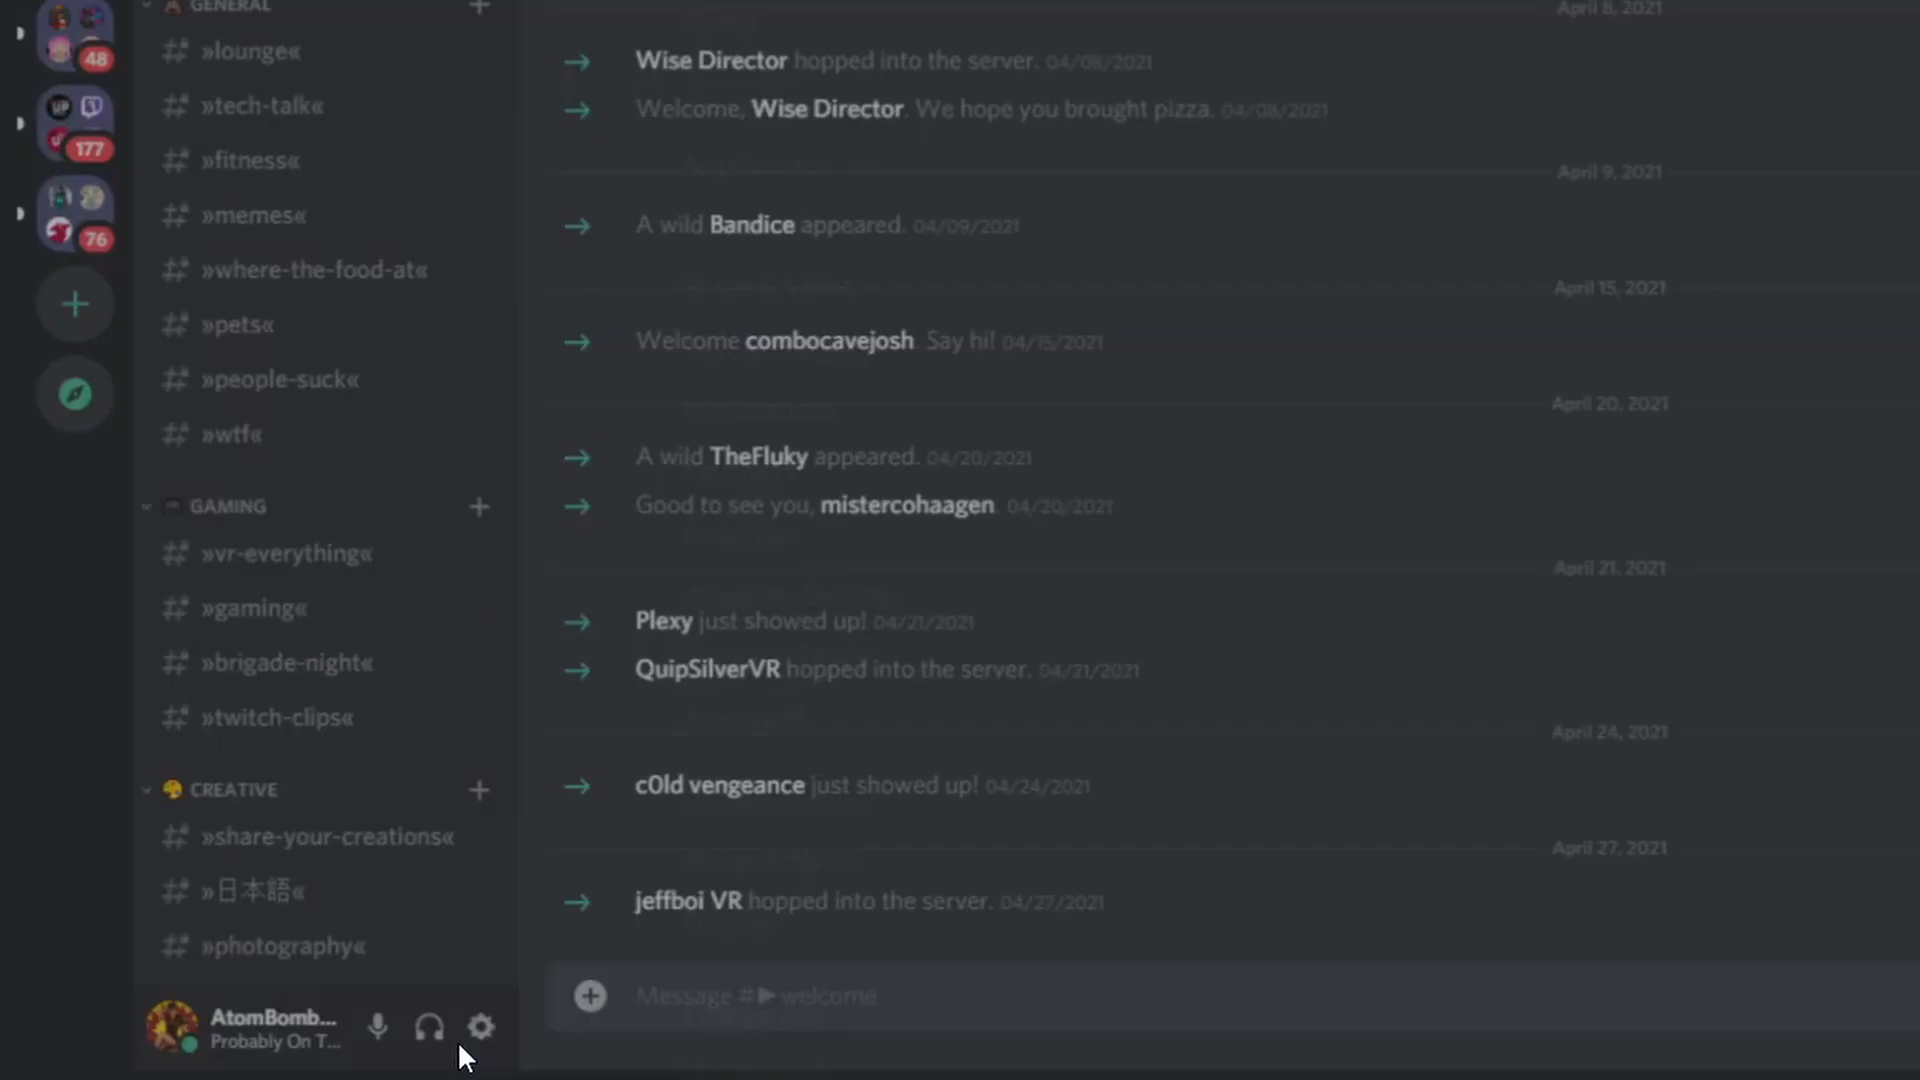 48
177
76
GENERAL
»lounge«
»tech-talk«
»fitness«
»memes«
»where-the-food-at«
»pets«
»people-suck«
»wtf«
GAMING
»vr-everything«
»gaming«
»brigade-night«
»twitch-clips«
CREATIVE
»share-your-creations«
»日本語«
»photography«
AtomBomb...
Probably On T...
April 8, 2021
Wise Director hopped into the server. 04/08/2021
Welcome, Wise Director. We hope you brought pizza. 04/08/2021
April 9, 2021
A wild Bandice appeared. 04/09/2021
April 15, 2021
Welcome combocavejosh. Say hi! 04/15/2021
April 20, 2021
A wild TheFluky appeared. 04/20/2021
Good to see you, mistercohaagen. 04/20/2021
April 21, 2021
Plexy just showed up! 04/21/2021
QuipSilverVR hopped into the server. 04/21/2021
April 24, 2021
c0ld vengeance just showed up! 04/24/2021
April 27, 2021
jeffboi VR hopped into the server. 04/27/2021
Message #▶welcome